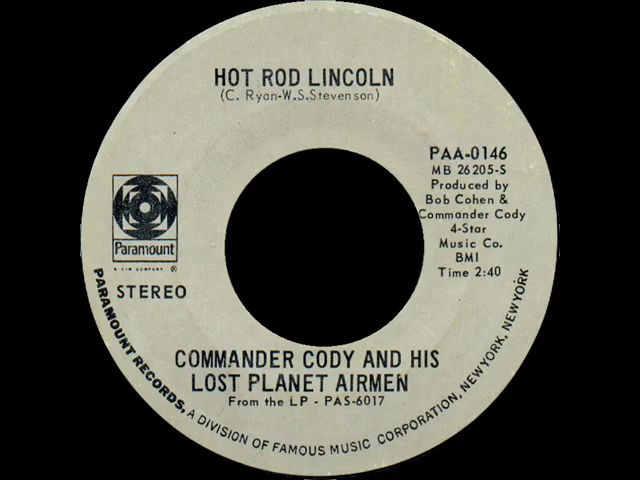 HOT ROD LINCOLN
(C. Ryan-W.S.Stevenson)
PAA-0146
MB 26205-S
Produced by
Bob Cohen &
Commander Cody
4-Star
Music Co.
BMI
Time 2:40
Paramount
A G+W COMPANY ®
STEREO
COMMANDER CODY AND HIS
LOST PLANET AIRMEN
From the LP - PAS-6017
PARAMOUNT RECORDS, A DIVISION OF FAMOUS MUSIC CORPORATION, NEW YORK, NEW YORK